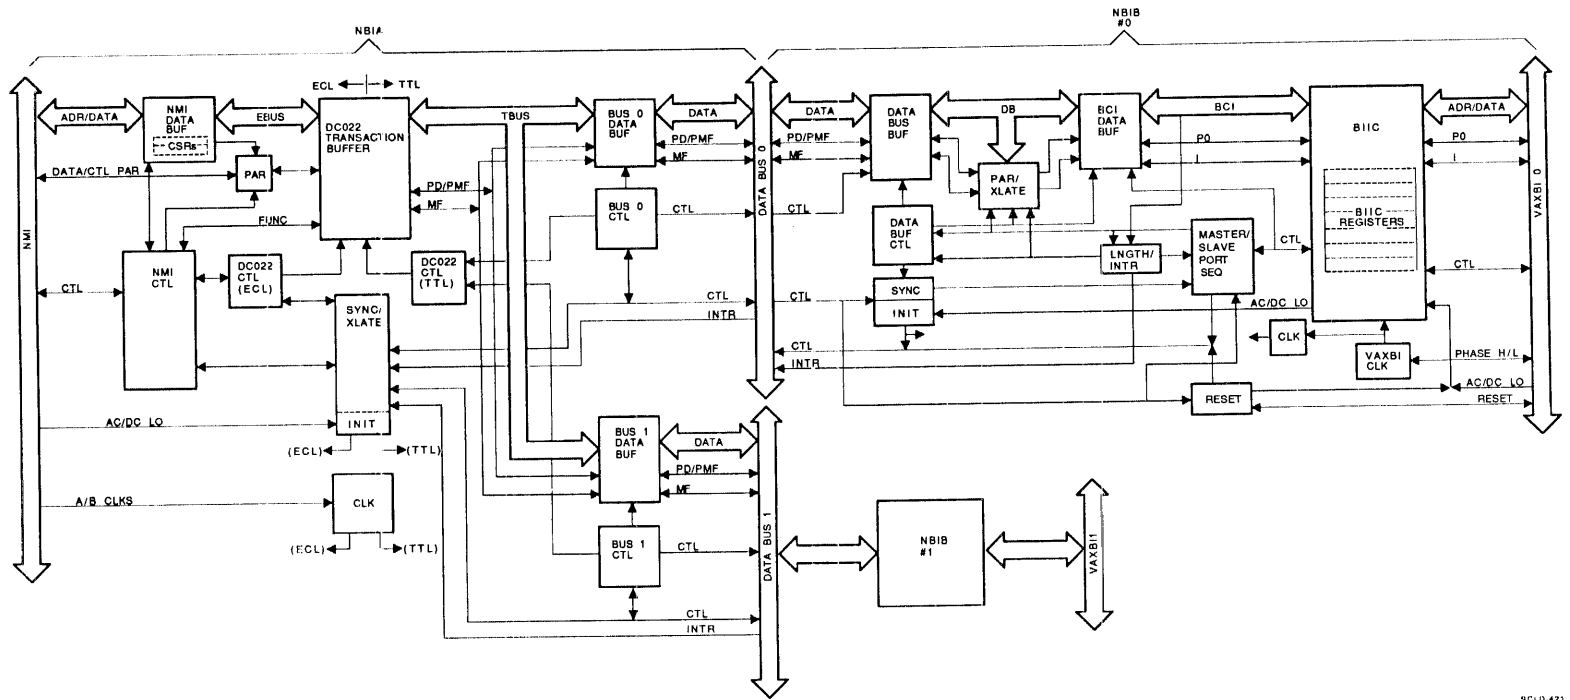 NBIA
NBIB
#0
ECL
TTL
NMI
DATA
BUF
CSRs
ADR/DATA
EBUS
DC022
TRANSACTION
BUFFER
TBUS
BUS 0
DATA
BUF
DATA
PD/PMF
MF
DATA/CTL PAR
PAR
FUNC
PD/PMF
MF
BUS 0
CTL
CTL
NMI
NMI
CTL
CTL
DC022
CTL
(ECL)
DC022
CTL
(TTL)
SYNC/
XLATE
INIT
CTL
INTR
AC/DC LO
(ECL)
(TTL)
A/B CLKS
CLK
(ECL)
(TTL)
BUS 1
DATA
BUF
DATA
PD/PMF
MF
BUS 1
CTL
CTL
CTL
INTR
DATA BUS 0
DATA BUS 1
DATA
PD/PMF
MF
CTL
DATA
BUS
BUF
DB
BCI
DATA
BUF
BCI
P0
I
BIIC
BIIC
REGISTERS
ADR/DATA
P0
I
VAXBI 0
PAR/
XLATE
DATA
BUF
CTL
LNGTH/
INTR
MASTER/
SLAVE
PORT
SEQ
CTL
CTL
CTL
SYNC
INIT
AC/DC LO
CTL
INTR
CLK
VAXBI
CLK
PHASE H/L
AC/DC LO
RESET
RESET
NBIB
#1
VAXBI1
SCLD-421